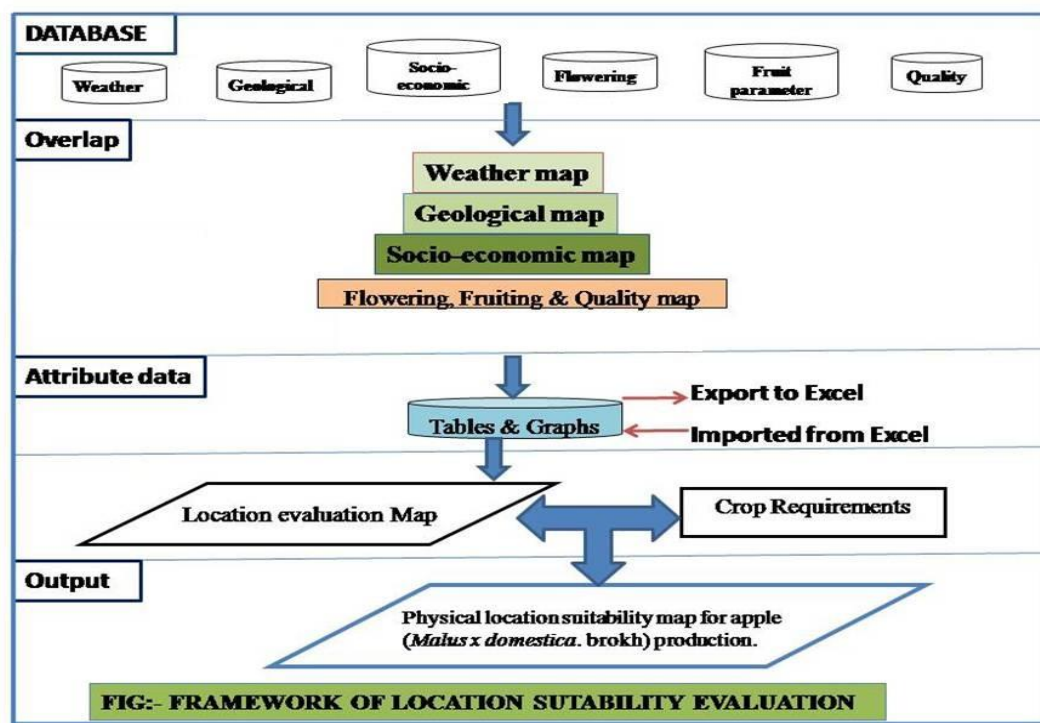 DATABASE
Weather
Geological
Socio-
economic
Flowering
Fruit
parameter
Quality
Overlap
Weather map
Geological map
Socio-economic map
Flowering, Fruiting & Quality map
Attribute data
Export to Excel
Tables & Graphs
Imported from Excel
Location evaluation Map
Crop Requirements
Output
Physical location suitability map for apple
(Malus x domestica. brokh) production.
FIG:- FRAMEWORK OF LOCATION SUTABILITY EVALUATION